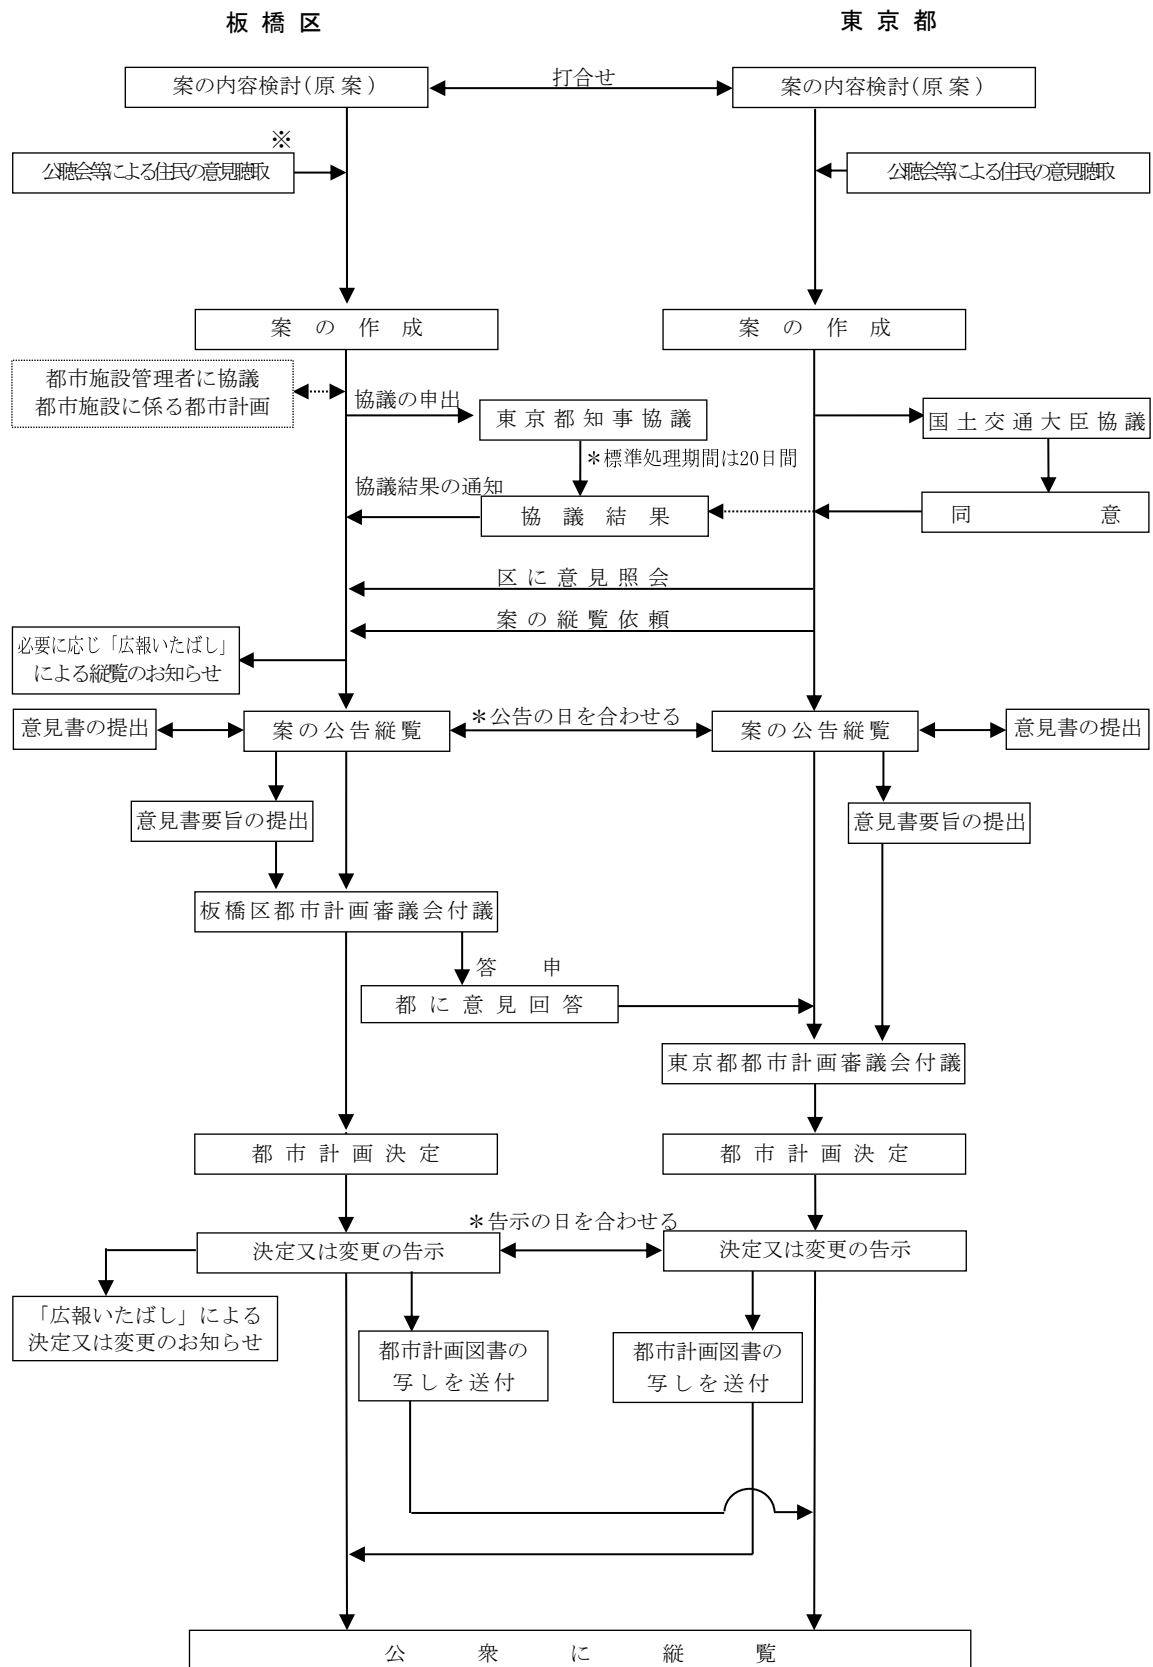 板橋区
東京都
案の内容検討(原案)
打合せ
案の内容検討(原案)
※
公聴会等による住民の意見聴取
公聴会等による住民の意見聴取
案の作成
案の作成
都市施設管理者に協議
都市施設に係る都市計画
協議の申出
東京都知事協議
国土交通大臣協議
＊標準処理期間は20日間
協議結果の通知
協議結果
同意
区に意見照会
案の縦覧依頼
必要に応じ「広報いたばし」
による縦覧のお知らせ
意見書の提出
案の公告縦覧
＊公告の日を合わせる
案の公告縦覧
意見書の提出
意見書要旨の提出
意見書要旨の提出
板橋区都市計画審議会付議
答申
都に意見回答
東京都都市計画審議会付議
都市計画決定
都市計画決定
＊告示の日を合わせる
決定又は変更の告示
決定又は変更の告示
「広報いたばし」による
決定又は変更のお知らせ
都市計画図書の
写しを送付
都市計画図書の
写しを送付
公衆に縦覧